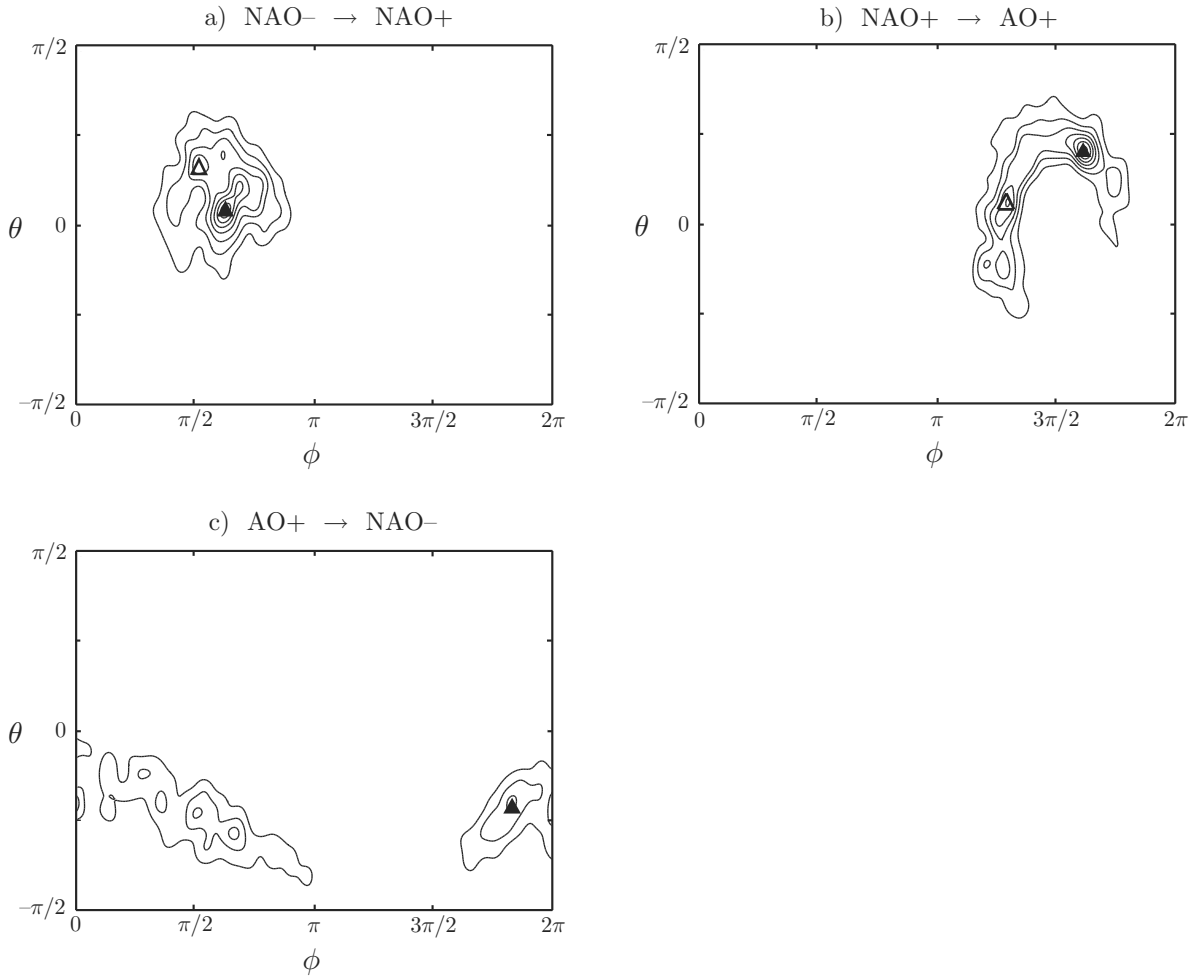 a) NAO– → NAO+
π/2
θ
0
–π/2
0
π/2
π
3π/2
2π
ϕ
b) NAO+ → AO+
π/2
θ
0
–π/2
0
π/2
π
3π/2
2π
ϕ
c) AO+ → NAO–
π/2
θ
0
–π/2
0
π/2
π
3π/2
2π
ϕ